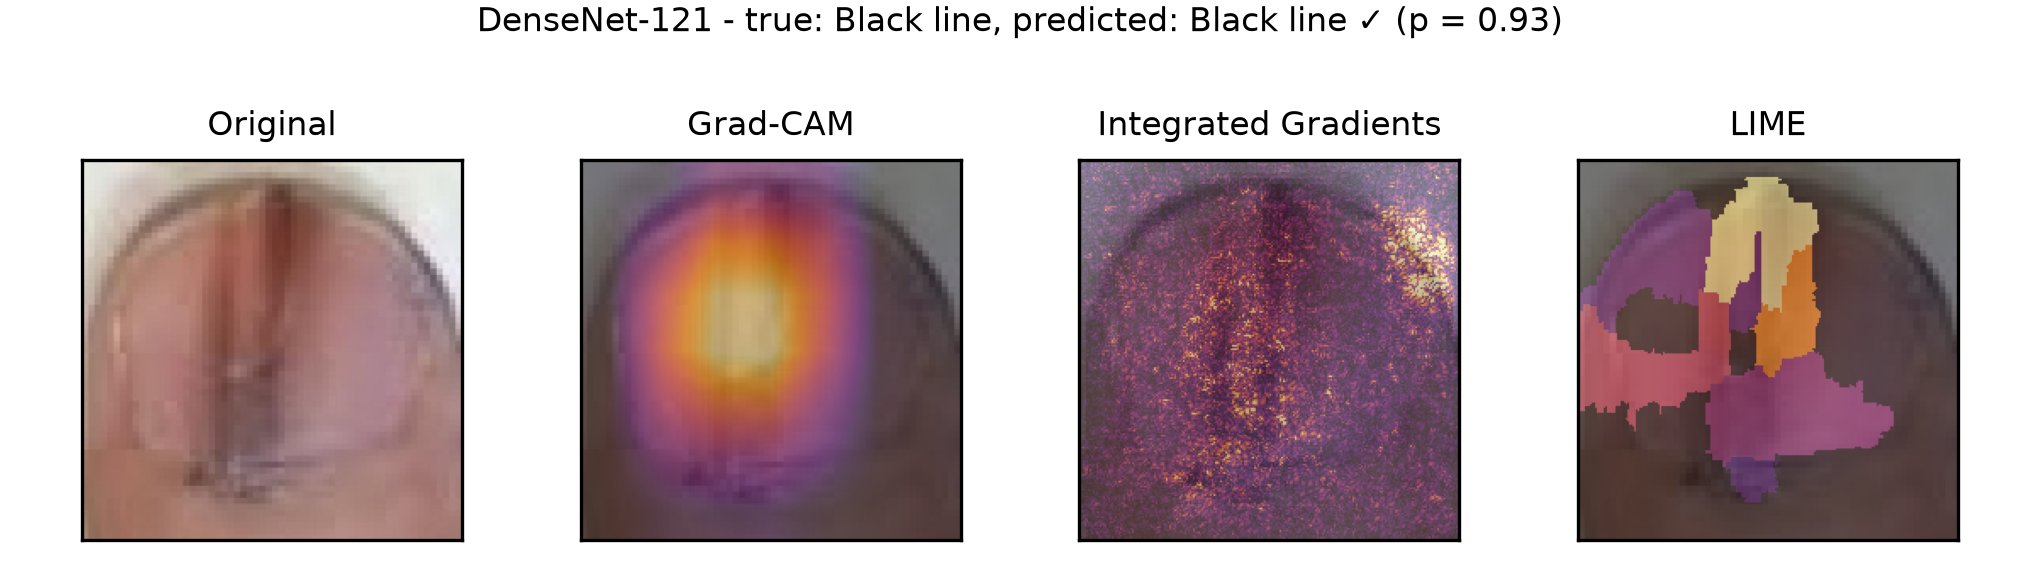 DenseNet-121 - true: Black line, predicted: Black line ✓ (p = 0.93)
Original
Grad-CAM
Integrated Gradients
LIME